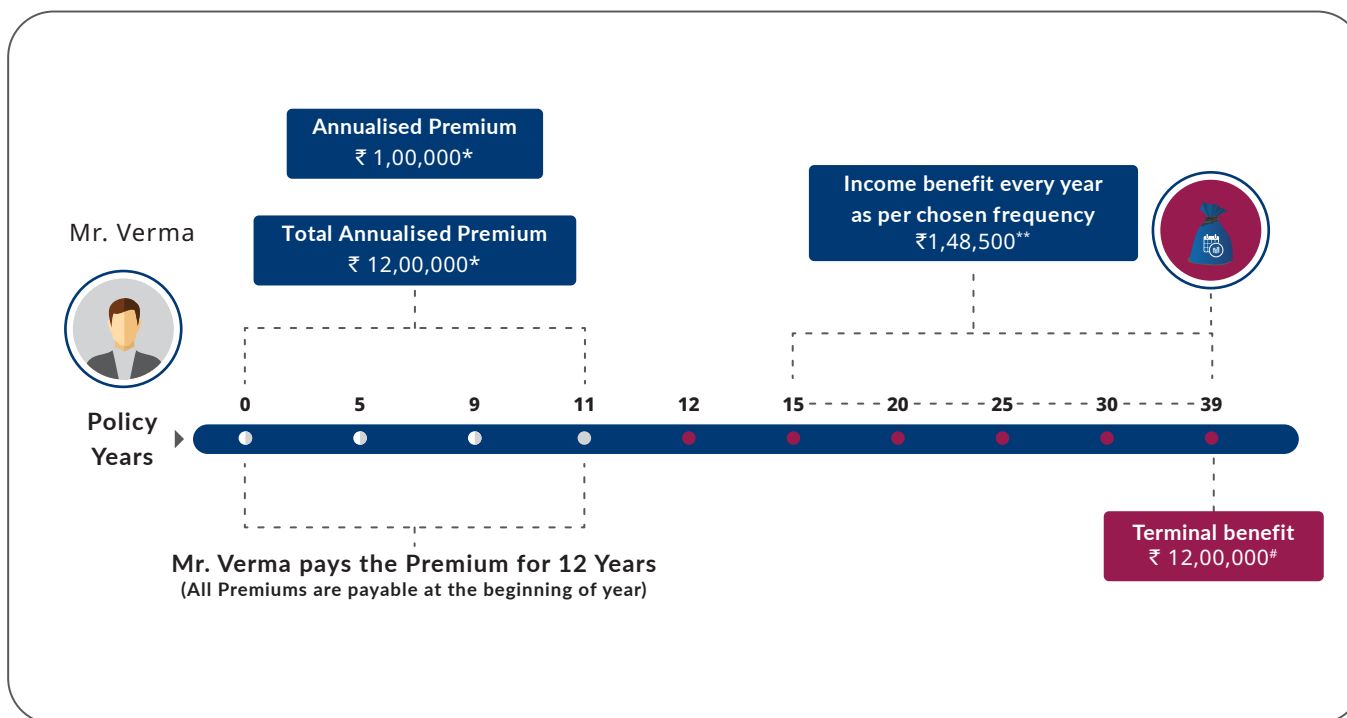 Annualised Premium
₹ 1,00,000*
Total Annualised Premium
₹ 12,00,000*
Income benefit every year
as per chosen frequency
₹1,48,500**
Mr. Verma
Policy
Years
0 5 9 11 12 15 20 25 30 39
Mr. Verma pays the Premium for 12 Years
(All Premiums are payable at the beginning of year)
Terminal benefit
₹ 12,00,000#